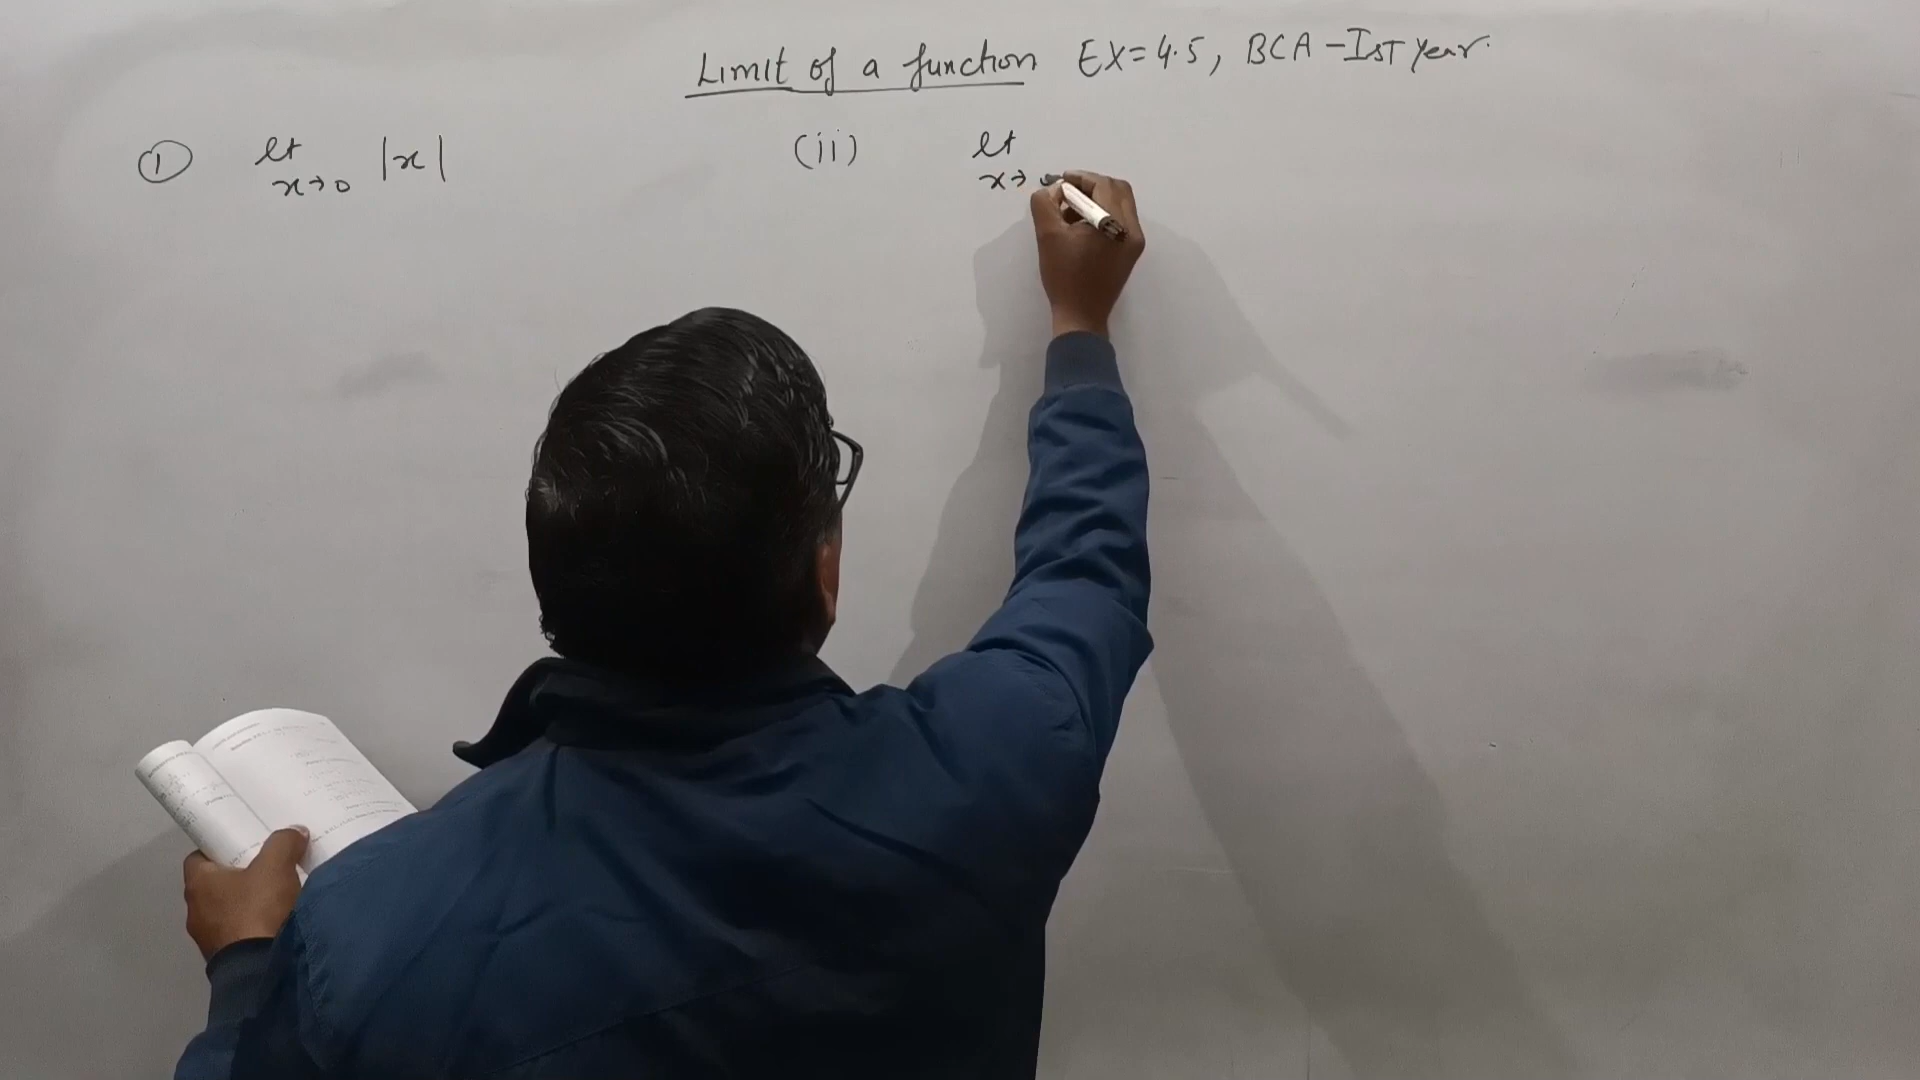 Limit of a function EX=4.5, BCA-Ist year.
① lt x→0 |x|
(ii) lt x→